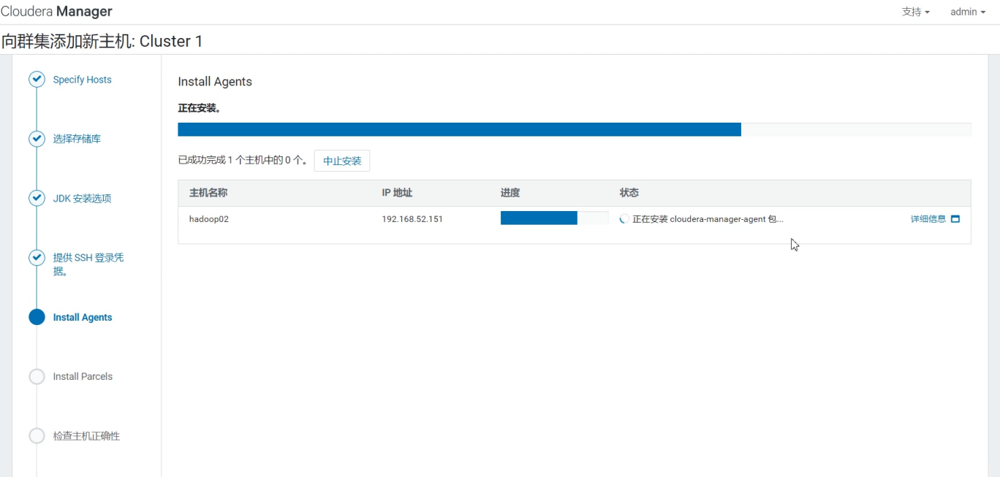 Cloudera Manager
支持 admin
向群集添加新主机: Cluster 1
Specify Hosts
选择存储库
JDK 安装选项
提供 SSH 登录凭
据。
Install Agents
Install Parcels
检查主机正确性
Install Agents
正在安装。
已成功完成 1 个主机中的 0 个。 中止安装
主机名称 IP 地址 进度 状态
hadoop02 192.168.52.151 正在安装 cloudera-manager-agent 包... 详细信息